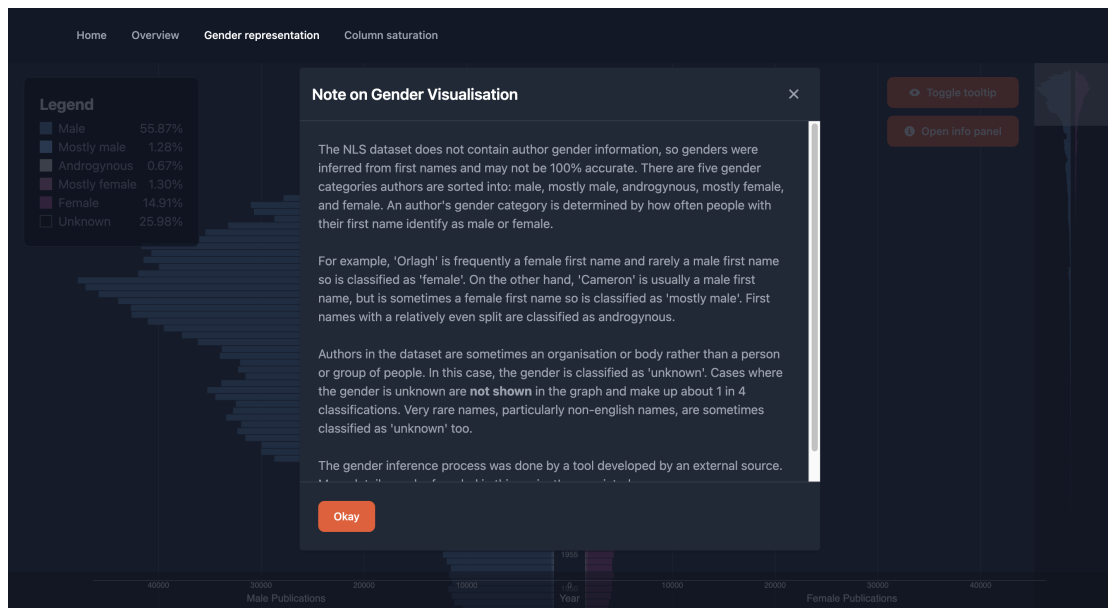 Home Overview Gender representation Column saturation
Legend
Male 55.87%
Mostly male 1.28%
Androgynous 0.67%
Mostly female 1.30%
Female 14.91%
Unknown 25.98%
Note on Gender Visualisation
The NLS dataset does not contain author gender information, so genders were
inferred from first names and may not be 100% accurate. There are five gender
categories authors are sorted into: male, mostly male, androgynous, mostly female,
and female. An author's gender category is determined by how often people with
their first name identify as male or female.
For example, 'Orlagh' is frequently a female first name and rarely a male first name
so is classified as 'female'. On the other hand, 'Cameron' is usually a male first
name, but is sometimes a female first name so is classified as 'mostly male'. First
names with a relatively even split are classified as androgynous.
Authors in the dataset are sometimes an organisation or body rather than a person
or group of people. In this case, the gender is classified as 'unknown'. Cases where
the gender is unknown are not shown in the graph and make up about 1 in 4
classifications. Very rare names, particularly non-english names, are sometimes
classified as 'unknown' too.
The gender inference process was done by a tool developed by an external source.
Okay
Toggle tooltip
Open info panel
1855
40000 30000 20000 10000 0 10000 20000 30000 40000
Male Publications Year Female Publications